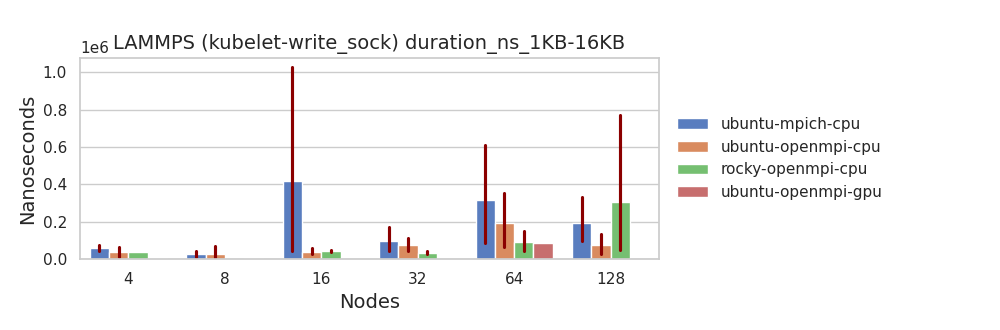 LAMMPS (kubelet-write_sock) duration_ns_1KB-16KB
1e6
1.0
0.8
0.6
0.4
0.2
0.0
Nanoseconds
4 8 16 32 64 128
Nodes
ubuntu-mpich-cpu
ubuntu-openmpi-cpu
rocky-openmpi-cpu
ubuntu-openmpi-gpu